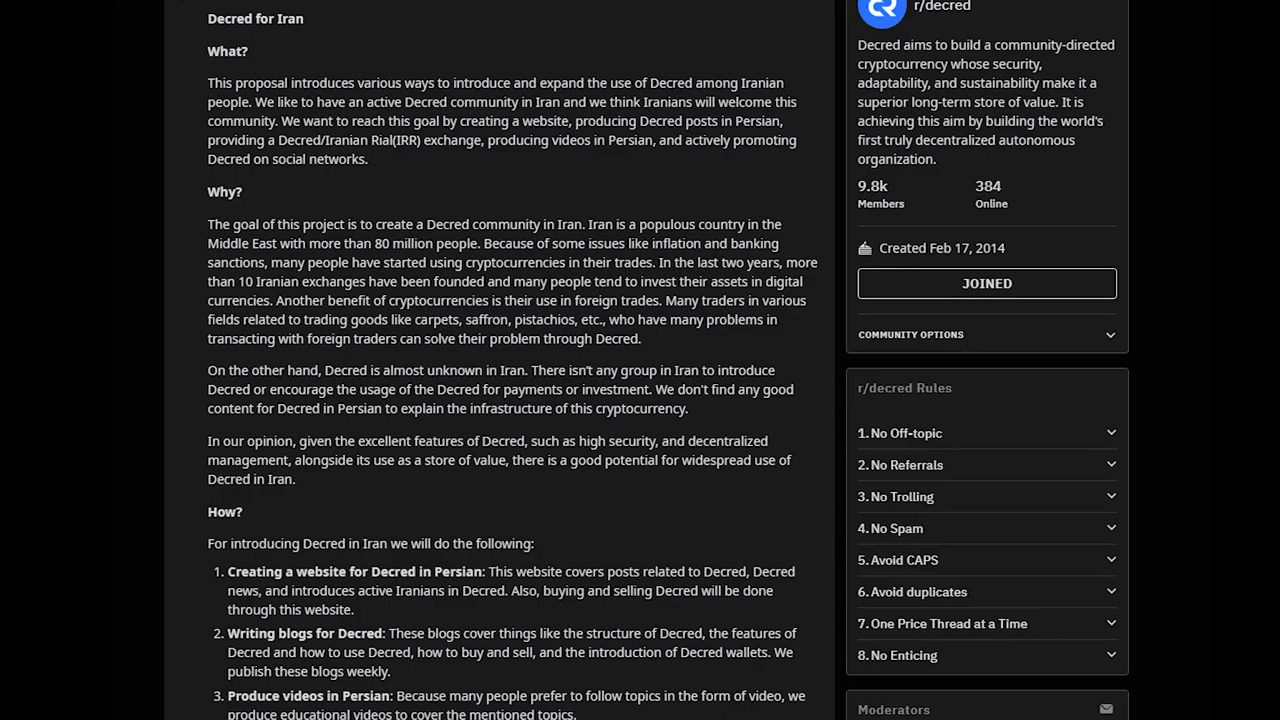 Decred for Iran
What?
This proposal introduces various ways to introduce and expand the use of Decred among Iranian
people. We like to have an active Decred community in Iran and we think Iranians will welcome this
community. We want to reach this goal by creating a website, producing Decred posts in Persian,
providing a Decred/Iranian Rial(IRR) exchange, producing videos in Persian, and actively promoting
Decred on social networks.
Why?
The goal of this project is to create a Decred community in Iran. Iran is a populous country in the
Middle East with more than 80 million people. Because of some issues like inflation and banking
sanctions, many people have started using cryptocurrencies in their trades. In the last two years, more
than 10 Iranian exchanges have been founded and many people tend to invest their assets in digital
currencies. Another benefit of cryptocurrencies is their use in foreign trades. Many traders in various
fields related to trading goods like carpets, saffron, pistachios, etc., who have many problems in
transacting with foreign traders can solve their problem through Decred.
On the other hand, Decred is almost unknown in Iran. There isn't any group in Iran to introduce
Decred or encourage the usage of the Decred for payments or investment. We don't find any good
content for Decred in Persian to explain the infrastructure of this cryptocurrency.
In our opinion, given the excellent features of Decred, such as high security, and decentralized
management, alongside its use as a store of value, there is a good potential for widespread use of
Decred in Iran.
How?
For introducing Decred in Iran we will do the following:
1. Creating a website for Decred in Persian: This website covers posts related to Decred, Decred
news, and introduces active Iranians in Decred. Also, buying and selling Decred will be done
through this website.
2. Writing blogs for Decred: These blogs cover things like the structure of Decred, the features of
Decred and how to use Decred, how to buy and sell, and the introduction of Decred wallets. We
publish these blogs weekly.
3. Produce videos in Persian: Because many people prefer to follow topics in the form of video, we
produce educational videos to cover the mentioned topics.
r/decred
Decred aims to build a community-directed
cryptocurrency whose security,
adaptability, and sustainability make it a
superior long-term store of value. It is
achieving this aim by building the world's
first truly decentralized autonomous
organization.
9.8k 384
Members Online
Created Feb 17, 2014
JOINED
COMMUNITY OPTIONS
r/decred Rules
1. No Off-topic
2. No Referrals
3. No Trolling
4. No Spam
5. Avoid CAPS
6. Avoid duplicates
7. One Price Thread at a Time
8. No Enticing
Moderators